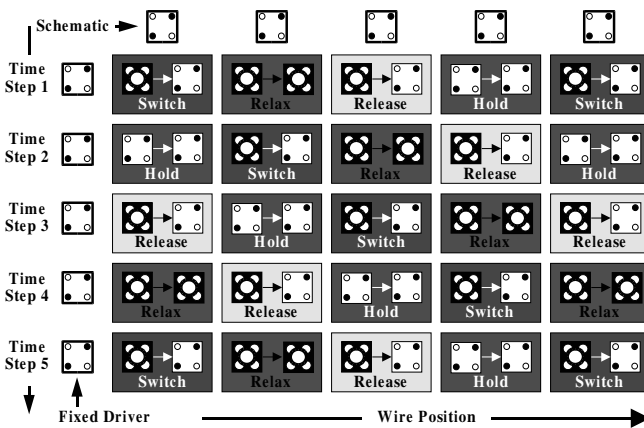 Schematic
Time
Step 1
Switch
Relax
Release
Hold
Switch
Time
Step 2
Hold
Switch
Relax
Release
Hold
Time
Step 3
Release
Hold
Switch
Relax
Release
Time
Step 4
Relax
Release
Hold
Switch
Relax
Time
Step 5
Switch
Relax
Release
Hold
Switch
Fixed Driver
Wire Position